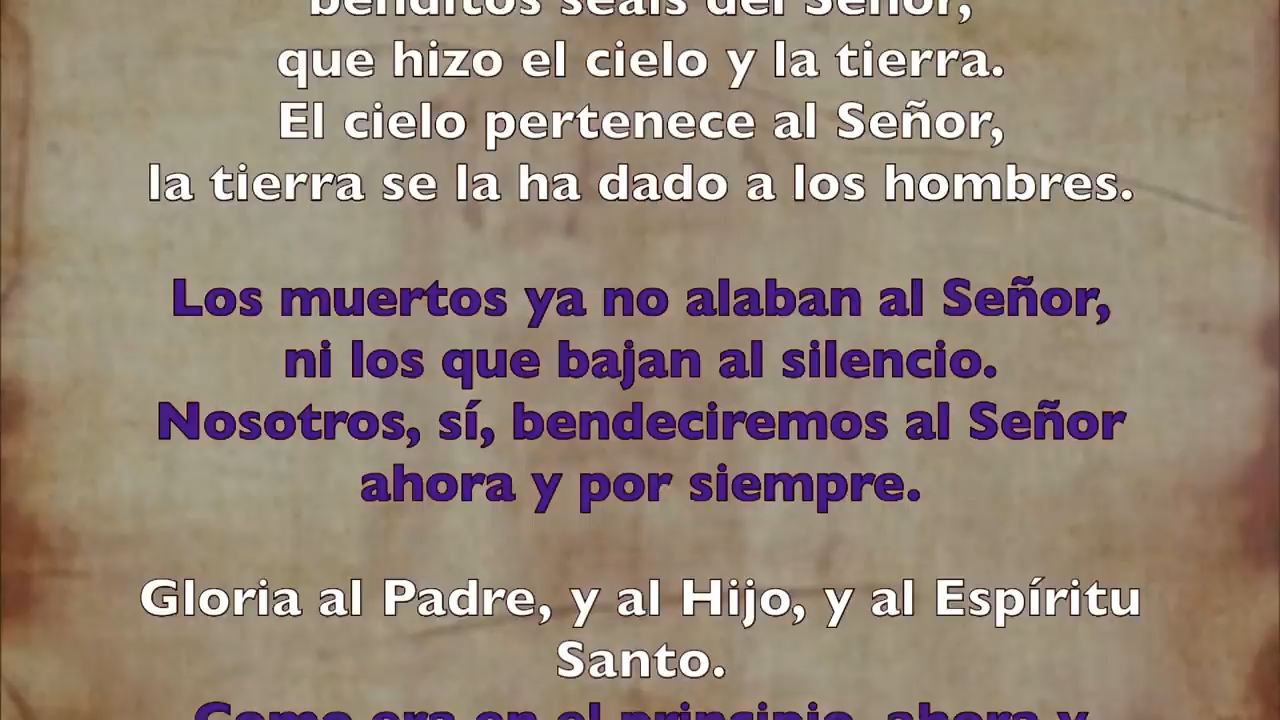 benditos seáis del Señor,
que hizo el cielo y la tierra.
El cielo pertenece al Señor,
la tierra se la ha dado a los hombres.
Los muertos ya no alaban al Señor,
ni los que bajan al silencio.
Nosotros, sí, bendeciremos al Señor
ahora y por siempre.
Gloria al Padre, y al Hijo, y al Espíritu
Santo.
Como era en el principio, ahora y